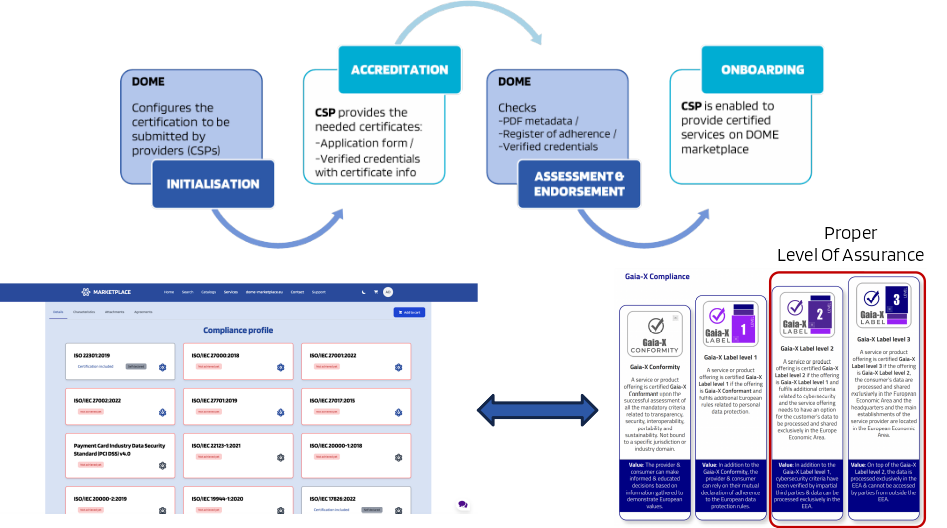 DOME
Configures the
certification to be
submitted by
providers (CSPs)
INITIALISATION
ACCREDITATION
CSP provides the
needed certificates:
-Application form /
-Verified credentials
with certificate info
DOME
Checks
-PDF metadata /
-Register of adherence /
-Verified credentials
ASSESSMENT &
ENDORSEMENT
ONBOARDING
CSP is enabled to
provide certified
services on DOME
marketplace
Proper
Level Of Assurance
MARKETPLACE
Home
Search
Catalogs
Services
dome-marketplace.eu
Contact
Support
Details
Characteristics
Attachments
Agreements
Add to cart
Compliance profile
ISO 22301:2019
Certification included
ISO/IEC 27000:2018
ISO/IEC 27001:2022
ISO/IEC 27002:2022
ISO/IEC 27701:2019
ISO/IEC 27017:2015
Payment Card Industry Data Security
Standard (PCI DSS) v4.0
ISO/IEC 22123-1:2021
ISO/IEC 20000-1:2018
ISO/IEC 20000-2:2019
ISO/IEC 19944-1:2020
ISO/IEC 17826:2022
Certification included
Gaia-X Compliance
Gaia-X
CONFORMITY
Gaia-X Conformity
A service or product
offering is certified Gaia-X
Conformant upon the
successful assessment of
all the mandatory criteria
related to transparency,
security, interoperability,
portability and
sustainability. Not bound
to a specific jurisdiction or
industry domain.
Value: The provider &
consumer can make
informed & educated
decisions based on
information gathered to
demonstrate European
values.
Gaia-X
LABEL
1
LEVEL
Gaia-X Label level 1
A service or product
offering is certified Gaia-X
Label level 1 if the offering
is Gaia-X Conformant and
fulfils additional European
rules related to personal
data protection.
Value: In addition to the
Gaia-X Conformity, the
provider & consumer
can rely on their mutual
declaration of adherence
to the European data
protection rules.
Gaia-X
LABEL
2
LEVEL
Gaia-X Label level 2
A service or product
offering is certified Gaia-X
Label level 2 if the offering
is Gaia-X Label level 1 and
fulfils additional criteria
related to cybersecurity
and the service offering
needs to have an option
for the customer's data to
be processed and shared
exclusively in the Europe
Economic Area.
Value: In addition to the
Gaia-X Label level 1,
cybersecurity criteria have
been verified by impartial
third parties & data can be
processed exclusively in the
EEA.
Gaia-X
LABEL
3
LEVEL
Gaia-X Label level 3
A service or product
offering is certified Gaia-X
Label level 3 if the offering
is Gaia-X Label level 2,
the consumer's data are
processed and shared
exclusively in the European
Economic Area and the
headquarters and the main
establishments of the
service provider are located
in the European Economic
Area.
Value: On top of the Gaia-X
Label level 2, the data is
processed exclusively in the
EEA & cannot be accessed
by parties from outside the
EEA.